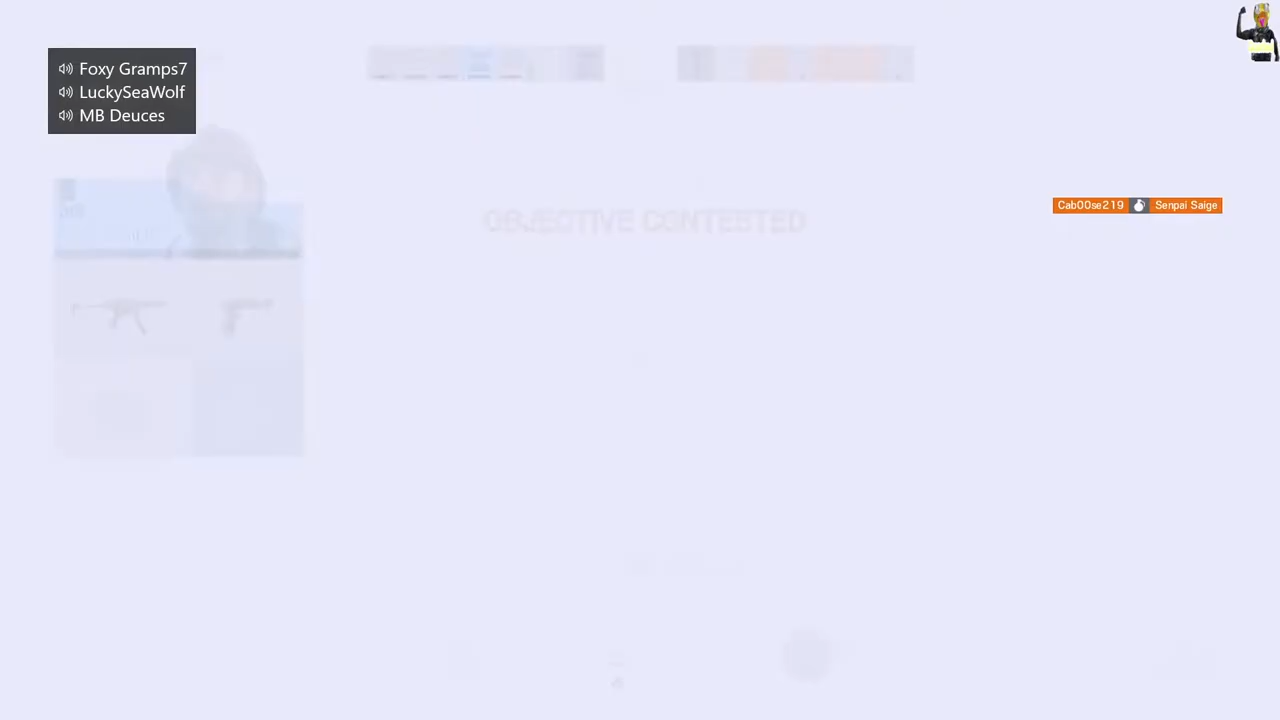 Foxy Gramps7
LuckySeaWolf
MB Deuces
Cab00se219 Senpai Saige
OBJECTIVE CONTESTED